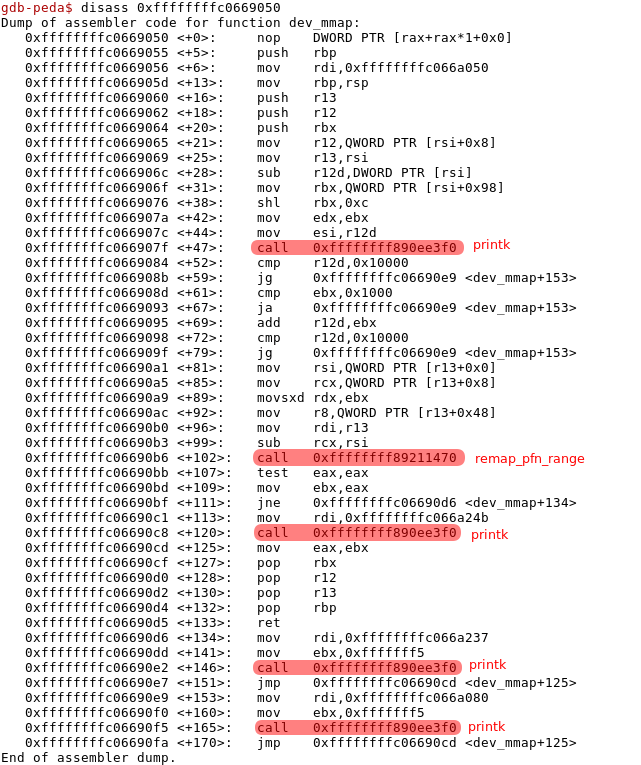 gdb-peda$ disass 0xffffffffc0669050
Dump of assembler code for function dev_mmap:
0xffffffffc0669050 <+0>: nop DWORD PTR [rax+rax*1+0x0]
0xffffffffc0669055 <+5>: push rbp
0xffffffffc0669056 <+6>: mov rdi,0xffffffffc066a050
0xffffffffc066905d <+13>: mov rbp,rsp
0xffffffffc0669060 <+16>: push r13
0xffffffffc0669062 <+18>: push r12
0xffffffffc0669064 <+20>: push rbx
0xffffffffc0669065 <+21>: mov r12,QWORD PTR [rsi+0x8]
0xffffffffc0669069 <+25>: mov r13,rsi
0xffffffffc066906c <+28>: sub r12d,DWORD PTR [rsi]
0xffffffffc066906f <+31>: mov rbx,QWORD PTR [rsi+0x98]
0xffffffffc0669076 <+38>: shl rbx,0xc
0xffffffffc066907a <+42>: mov edx,ebx
0xffffffffc066907c <+44>: mov esi,r12d
0xffffffffc066907f <+47>: call 0xffffffff890ee3f0 printk
0xffffffffc0669084 <+52>: cmp r12d,0x10000
0xffffffffc066908b <+59>: jg 0xffffffffc06690e9 <dev_mmap+153>
0xffffffffc066908d <+61>: cmp ebx,0x1000
0xffffffffc0669093 <+67>: ja 0xffffffffc06690e9 <dev_mmap+153>
0xffffffffc0669095 <+69>: add r12d,ebx
0xffffffffc0669098 <+72>: cmp r12d,0x10000
0xffffffffc066909f <+79>: jg 0xffffffffc06690e9 <dev_mmap+153>
0xffffffffc06690a1 <+81>: mov rsi,QWORD PTR [r13+0x0]
0xffffffffc06690a5 <+85>: mov rcx,QWORD PTR [r13+0x8]
0xffffffffc06690a9 <+89>: movsxd rdx,ebx
0xffffffffc06690ac <+92>: mov r8,QWORD PTR [r13+0x48]
0xffffffffc06690b0 <+96>: mov rdi,r13
0xffffffffc06690b3 <+99>: sub rcx,rsi
0xffffffffc06690b6 <+102>: call 0xffffffff89211470 remap_pfn_range
0xffffffffc06690bb <+107>: test eax,eax
0xffffffffc06690bd <+109>: mov ebx,eax
0xffffffffc06690bf <+111>: jne 0xffffffffc06690d6 <dev_mmap+134>
0xffffffffc06690c1 <+113>: mov rdi,0xffffffffc066a24b
0xffffffffc06690c8 <+120>: call 0xffffffff890ee3f0 printk
0xffffffffc06690cd <+125>: mov eax,ebx
0xffffffffc06690cf <+127>: pop rbx
0xffffffffc06690d0 <+128>: pop r12
0xffffffffc06690d2 <+130>: pop r13
0xffffffffc06690d4 <+132>: pop rbp
0xffffffffc06690d5 <+133>: ret
0xffffffffc06690d6 <+134>: mov rdi,0xffffffffc066a237
0xffffffffc06690dd <+141>: mov ebx,0xfffffff5
0xffffffffc06690e2 <+146>: call 0xffffffff890ee3f0 printk
0xffffffffc06690e7 <+151>: jmp 0xffffffffc06690cd <dev_mmap+125>
0xffffffffc06690e9 <+153>: mov rdi,0xffffffffc066a080
0xffffffffc06690f0 <+160>: mov ebx,0xfffffff5
0xffffffffc06690f5 <+165>: call 0xffffffff890ee3f0 printk
0xffffffffc06690fa <+170>: jmp 0xffffffffc06690cd <dev_mmap+125>
End of assembler dump.